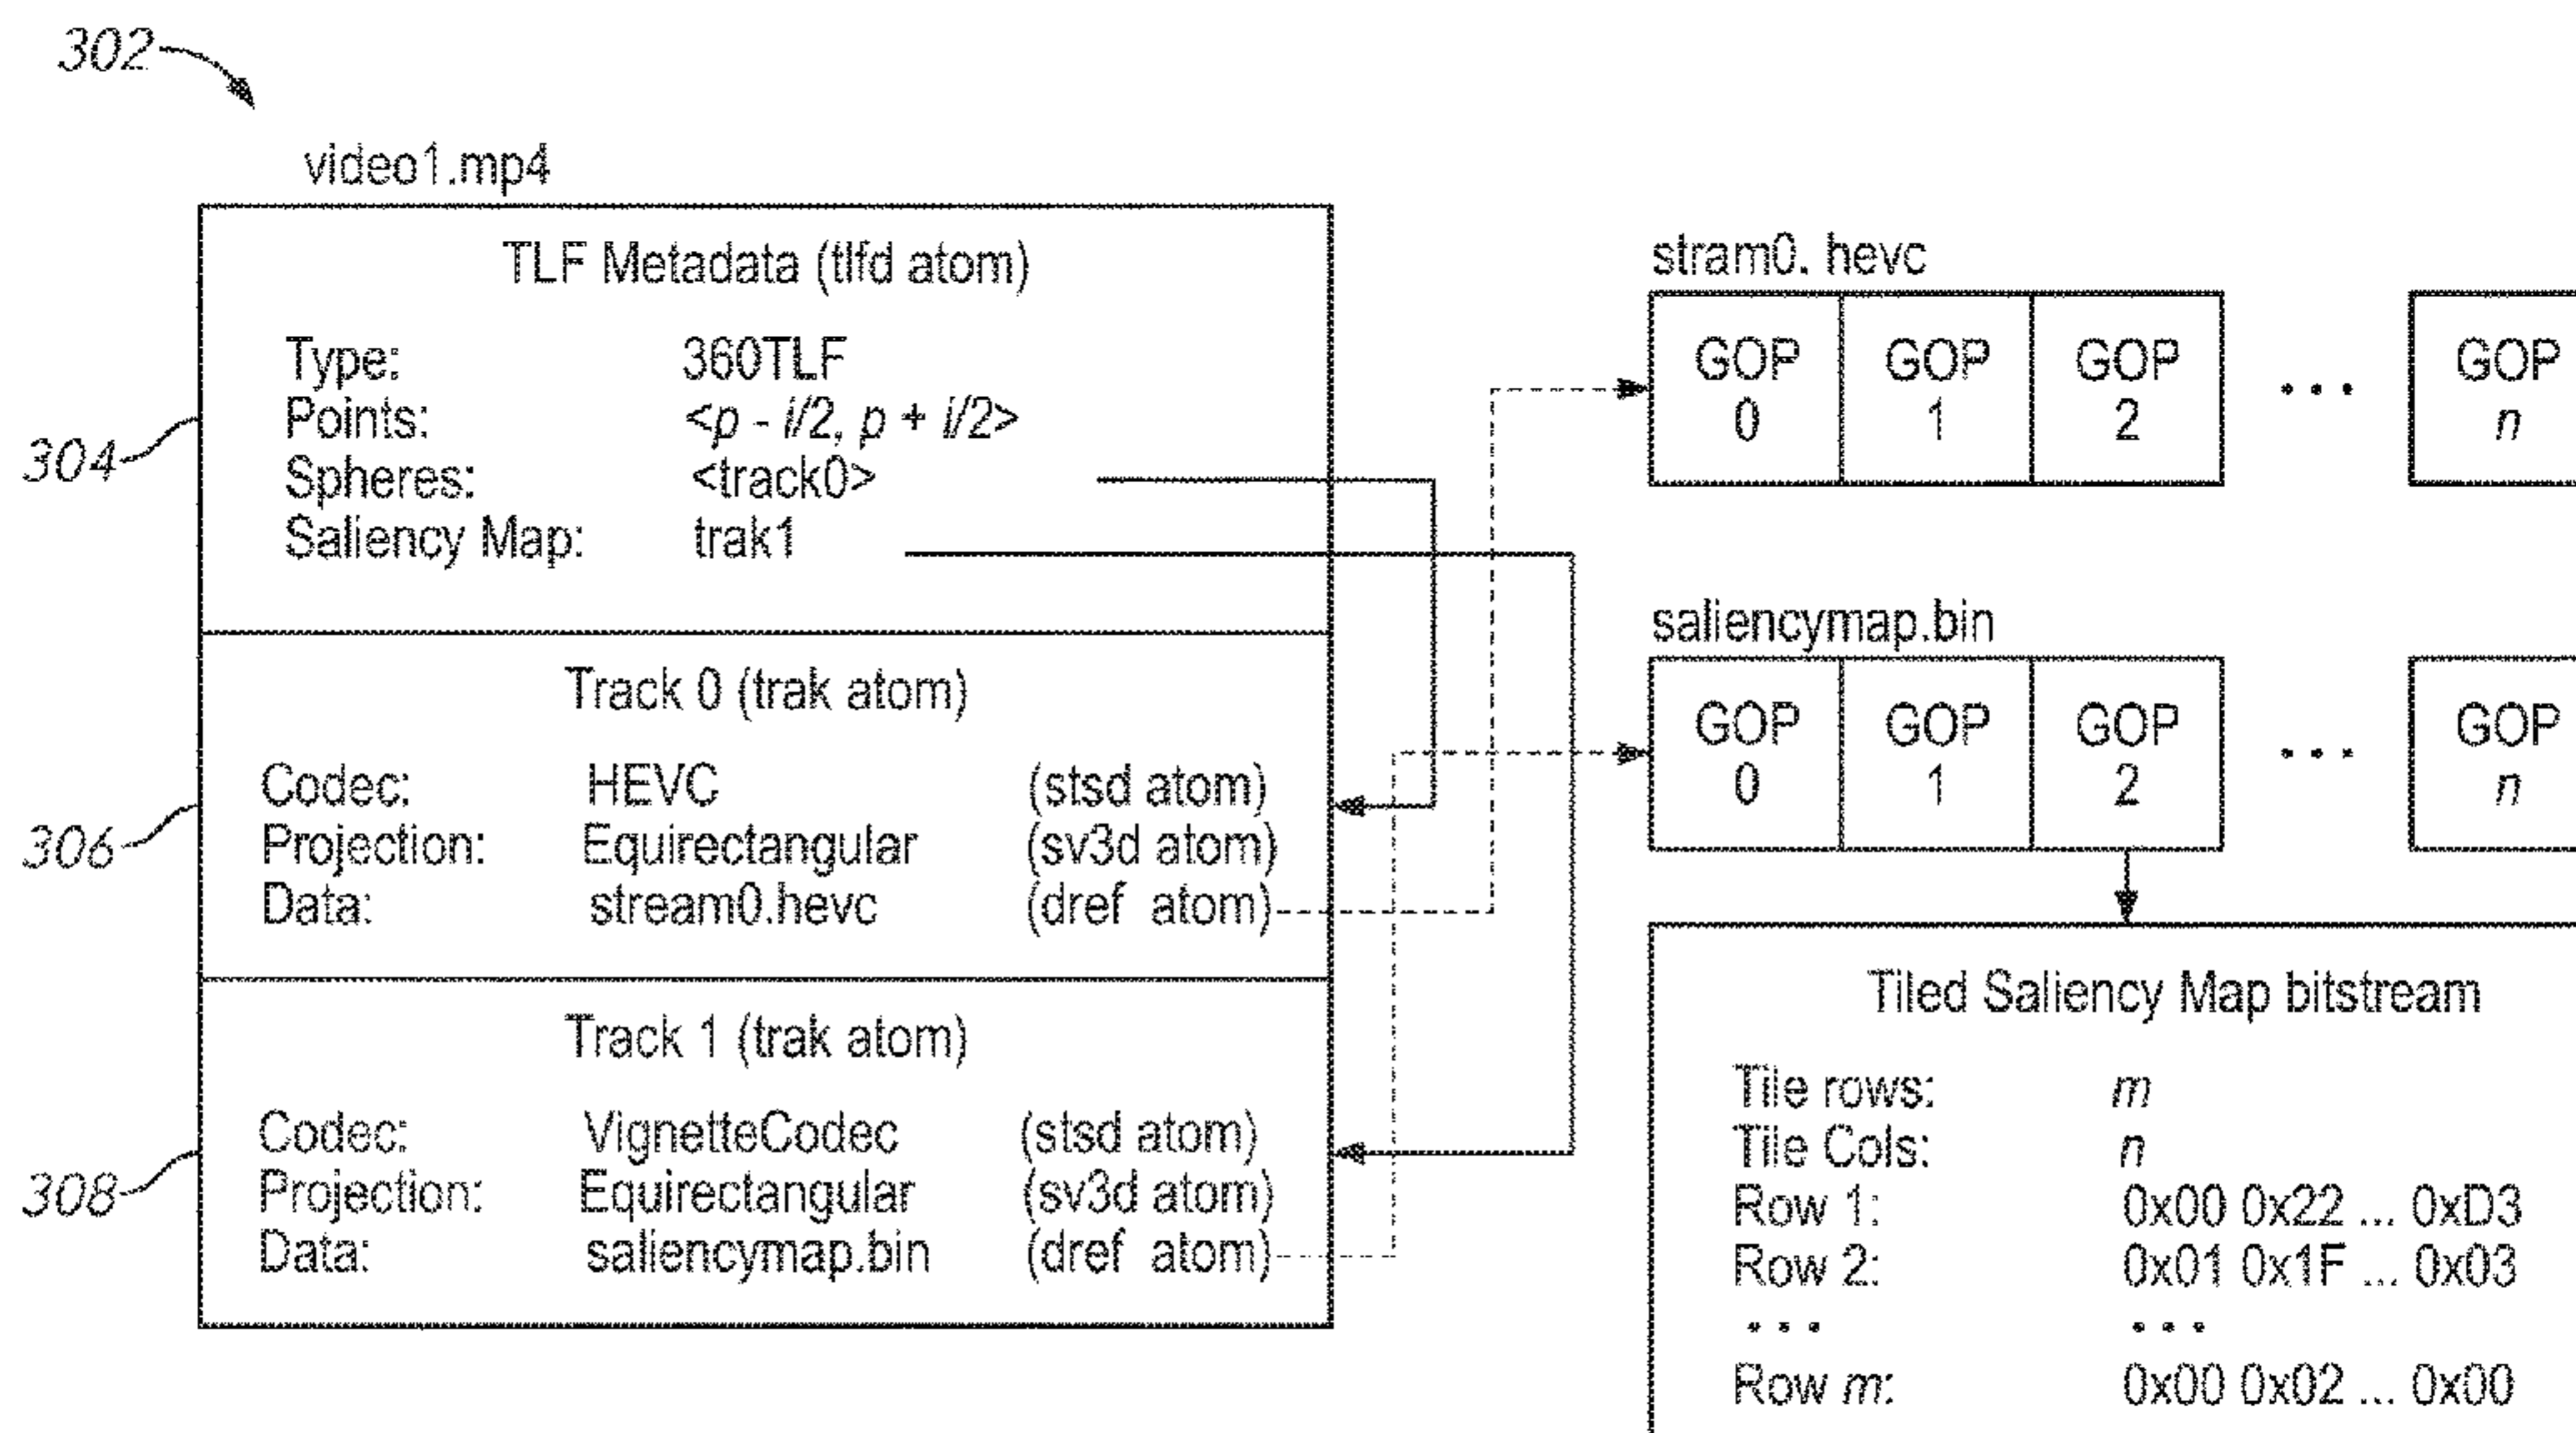 302
video1.mp4
TLF Metadata (tlfd atom)
Type: 360TLF
Points: <p - i/2, p + i/2>
304
Spheres: <track0>
Saliency Map: trak1
Track 0 (trak atom)
Codec: HEVC (stsd atom)
306
Projection: Equirectangular (sv3d atom)
Data: stream0.hevc (dref atom)
Track 1 (trak atom)
Codec: VignetteCodec (stsd atom)
308
Projection: Equirectangular (sv3d atom)
Data: saliencymap.bin (dref atom)
stram0. hevc
GOP GOP GOP ... GOP
0 1 2 n
saliencymap.bin
GOP GOP GOP ... GOP
0 1 2 n
Tiled Saliency Map bitstream
Tile rows: m
Tile Cols: n
Row 1: 0x00 0x22 ... 0xD3
Row 2: 0x01 0x1F ... 0x03
... ...
Row m: 0x00 0x02 ... 0x00